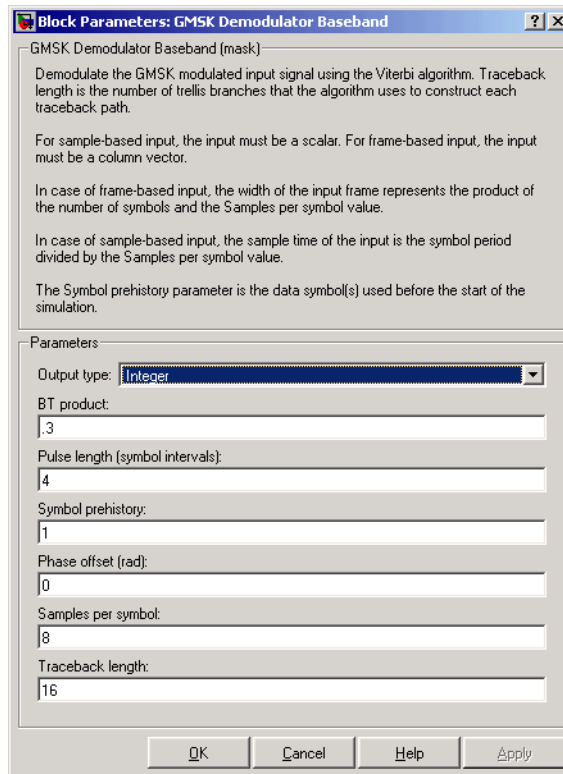 Block Parameters: GMSK Demodulator Baseband
GMSK Demodulator Baseband (mask)
Demodulate the GMSK modulated input signal using the Viterbi algorithm. Traceback
length is the number of trellis branches that the algorithm uses to construct each
traceback path.
For sample-based input, the input must be a scalar. For frame-based input, the input
must be a column vector.
In case of frame-based input, the width of the input frame represents the product of
the number of symbols and the Samples per symbol value.
In case of sample-based input, the sample time of the input is the symbol period
divided by the Samples per symbol value.
The Symbol prehistory parameter is the data symbol(s) used before the start of the
simulation.
Parameters
Output type: Integer
BT product:
.3
Pulse length (symbol intervals):
4
Symbol prehistory:
1
Phase offset (rad):
0
Samples per symbol:
8
Traceback length:
16
OK Cancel Help Apply